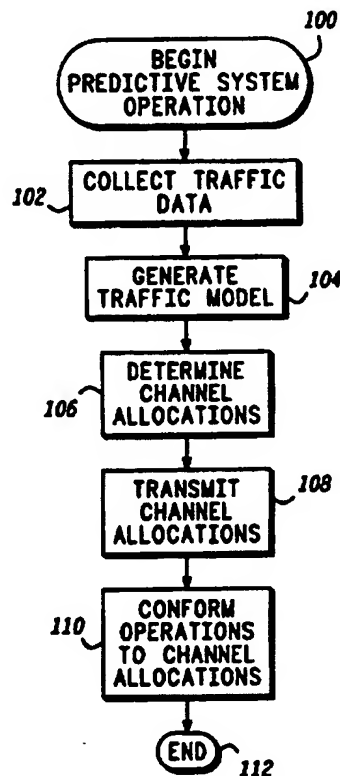 100
BEGIN
PREDICTIVE SYSTEM
OPERATION
102
COLLECT TRAFFIC
DATA
GENERATE
TRAFFIC MODEL
104
DETERMINE
CHANNEL
ALLOCATIONS
106
TRANSMIT
CHANNEL
ALLOCATIONS
108
110
CONFORM
OPERATIONS
TO CHANNEL
ALLOCATIONS
END
112